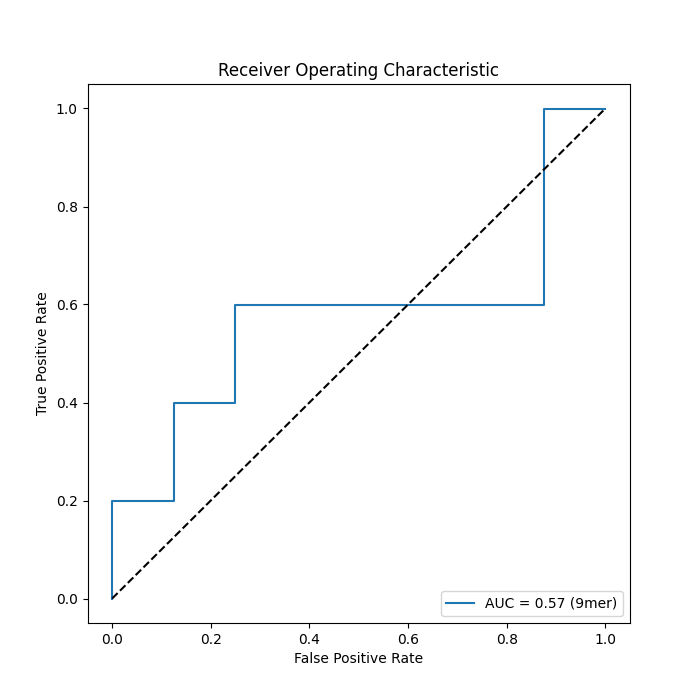 Receiver Operating Characteristic
True Positive Rate
1.0
0.8
0.6
0.4
0.2
0.0
AUC = 0.57 (9mer)
0.0 0.2 0.4 0.6 0.8 1.0
False Positive Rate